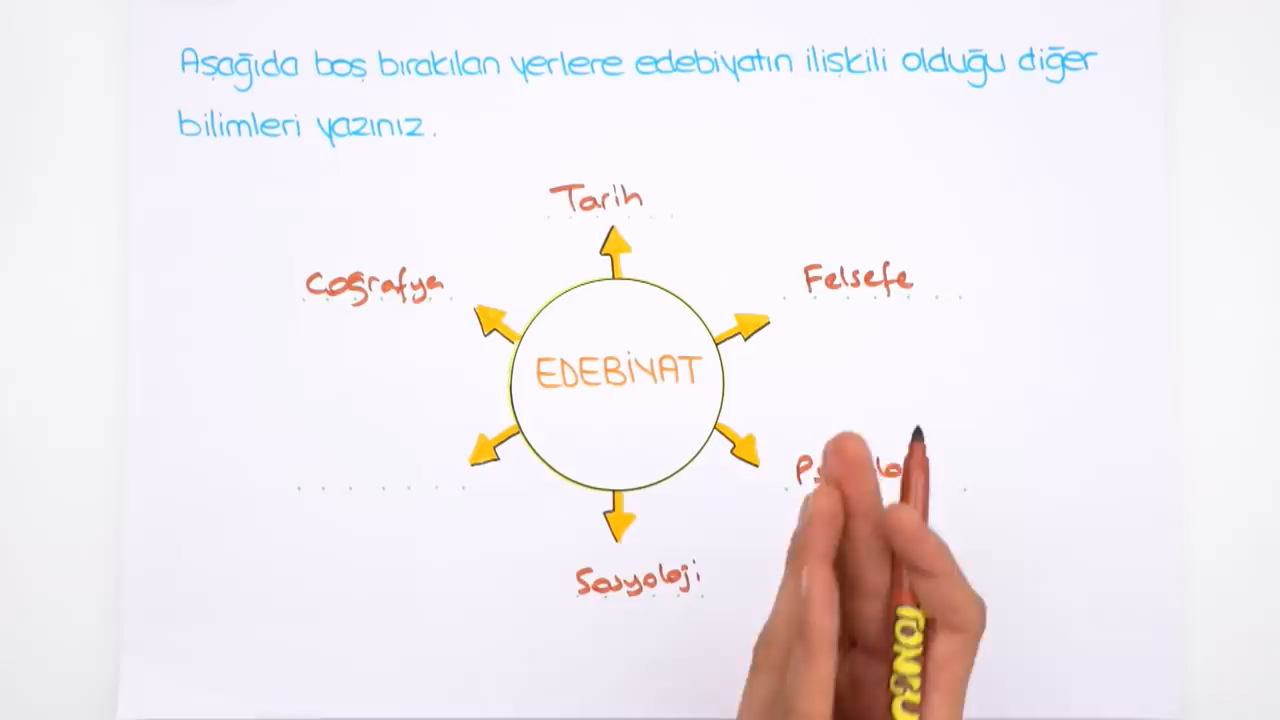 Aşağıda boş bırakılan yerlere edebiyatın ilişkili olduğu diğer
bilimleri yazınız.
Tarih
Coğrafya
Felsefe
EDEBİYAT
Sosyoloji